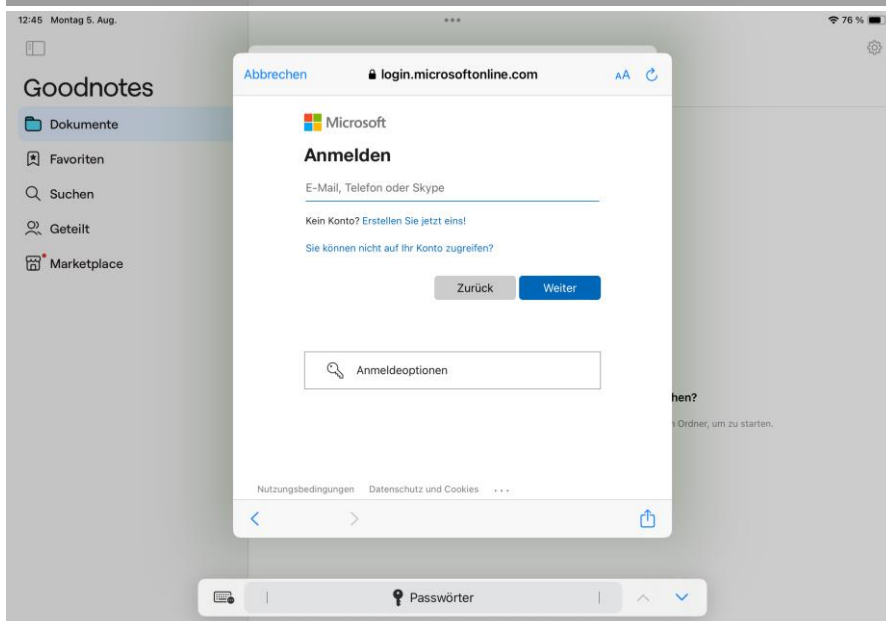 12:45 Montag 5. Aug.
76 %
Goodnotes
Dokumente
Favoriten
Suchen
Geteilt
Marketplace
Abbrechen
login.microsoftonline.com
AA
Microsoft
Anmelden
E-Mail, Telefon oder Skype
Kein Konto? Erstellen Sie jetzt eins!
Sie können nicht auf Ihr Konto zugreifen?
Zurück
Weiter
Anmeldeoptionen
hen?
Ordner, um zu starten.
Nutzungsbedingungen Datenschutz und Cookies ...
Passwörter